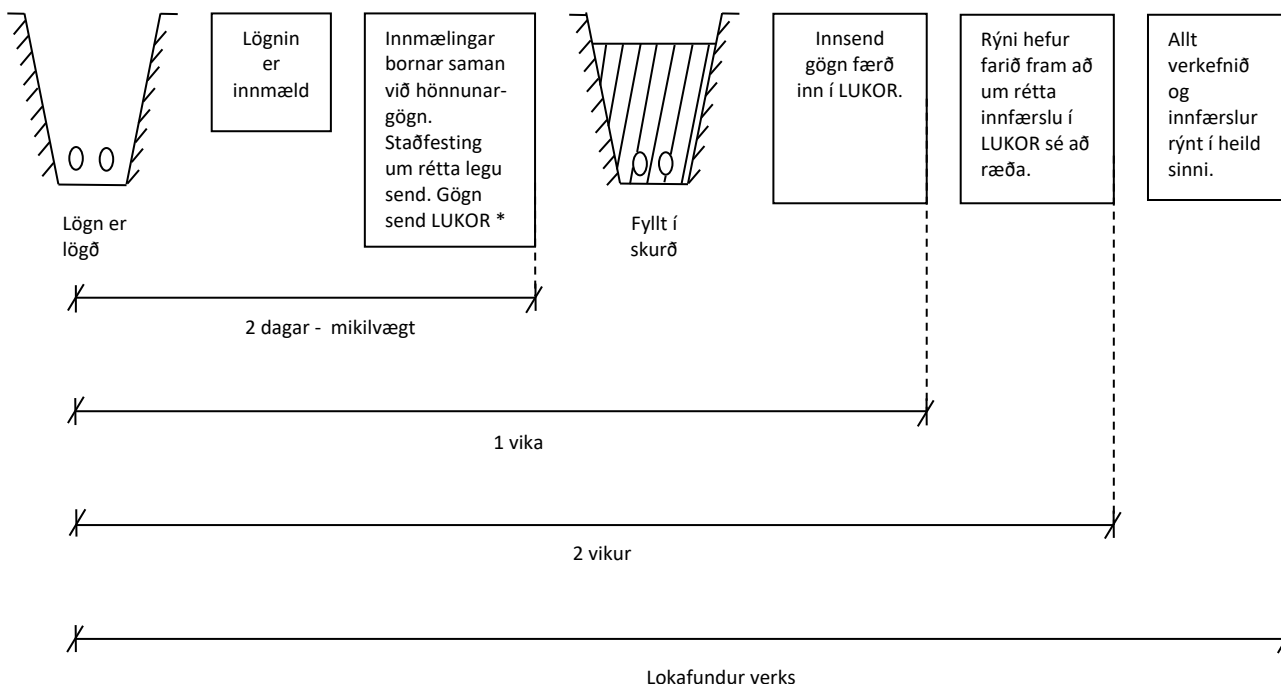 Lögnin
er
innmæld
Innmælingar
bornar saman
við hönnunar-
gögn.
Staðfesting
um rétta legu
send. Gögn
send LUKOR *
Innsend
gögn færð
inn í LUKOR.
Rýni hefur
farið fram að
um rétta
innfærslu í
LUKOR sé að
ræða.
Allt
verkefnið
og
innfærslur
rýnt í heild
sinni.
Lögn er
lögð
Fyllt í
skurð
2 dagar - mikilvægt
1 vika
2 vikur
Lokafundur verks